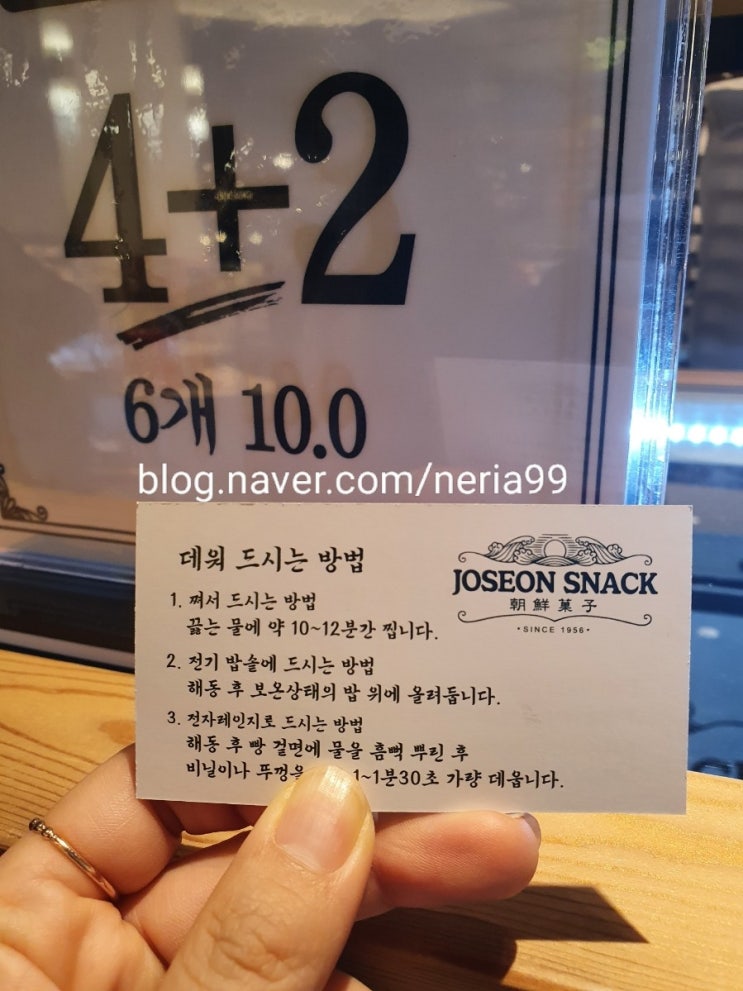 4+2
6개 10.0
blog.naver.com/neria99
데워 드시는 방법
JOSEON SNACK
朝鮮菓子
·SINCE 1956·
1. 쪄서 드시는 방법
끓는 물에 약 10~12분간 찝니다.
2. 전기 밥솥에 드시는 방법
해동 후 보온상태의 밥 위에 올려둡니다.
3. 전자레인지로 드시는 방법
해동 후 빵 겉면에 물을 흠뻑 뿌린 후
비닐이나 뚜껑을 1~1분30초 가량 데웁니다.